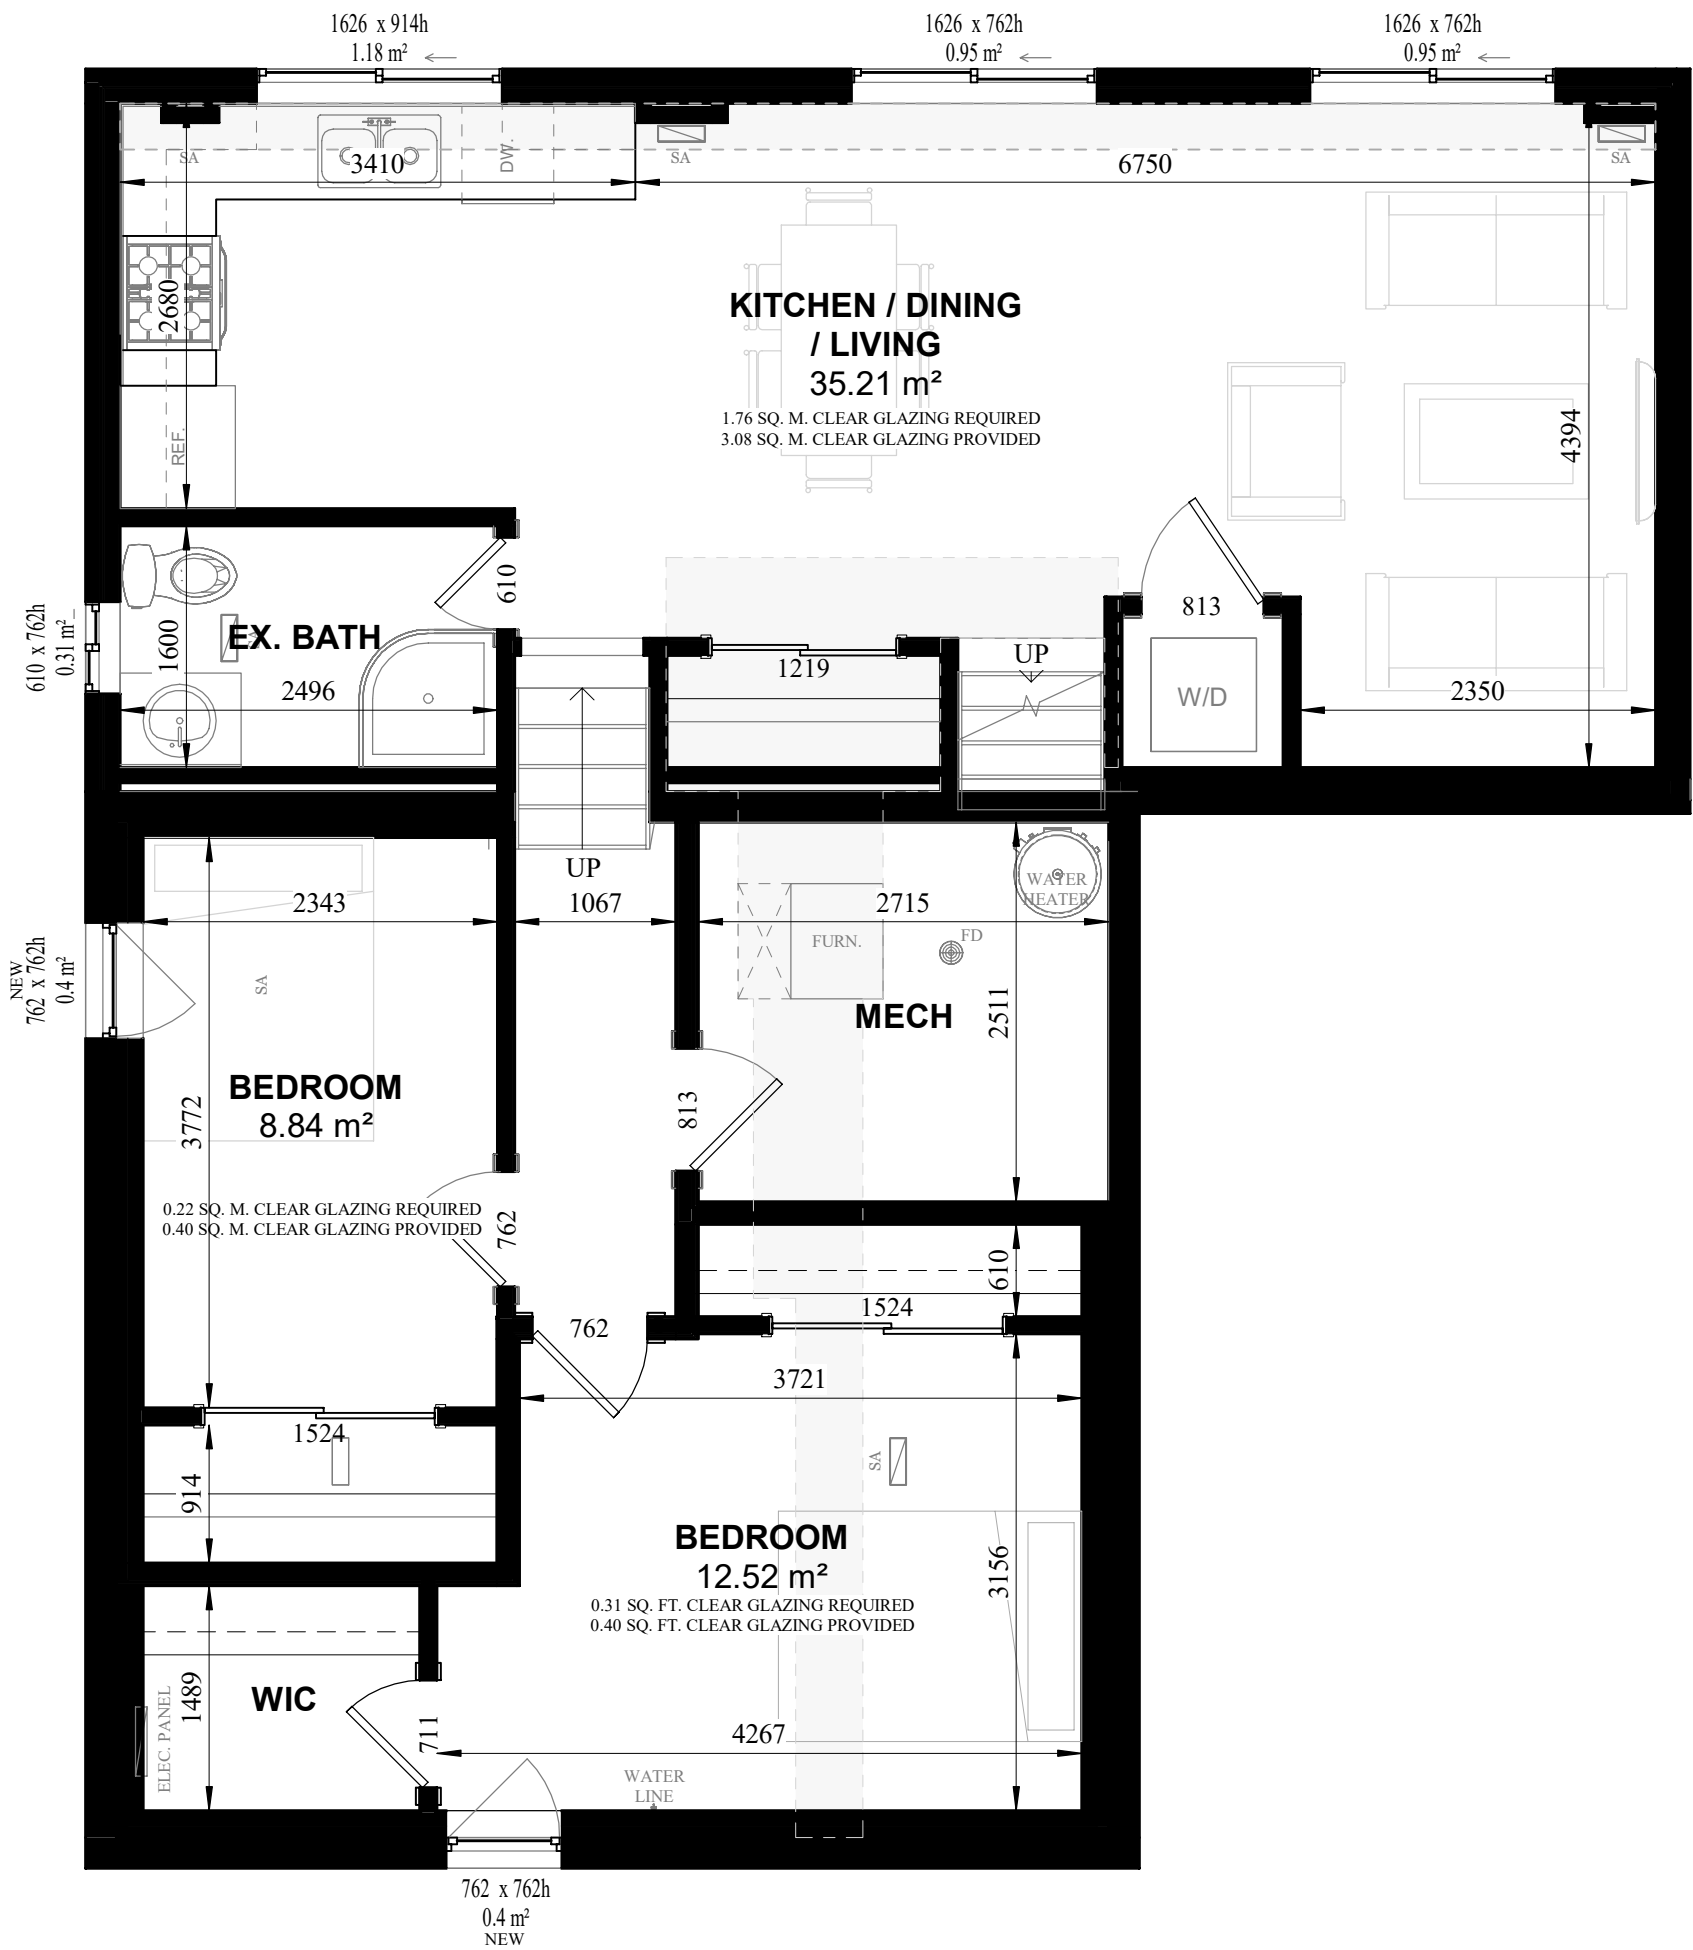 1626 x 914h
1.18 m²
1626 x 762h
0.95 m²
1626 x 762h
0.95 m²
SA
3410
DW.
SA
6750
SA
2680
KITCHEN / DINING
/ LIVING
35.21 m²
1.76 SQ. M. CLEAR GLAZING REQUIRED
3.08 SQ. M. CLEAR GLAZING PROVIDED
4394
REF.
610
813
610 x 762h
0.31 m²
1600
EX. BATH
2496
1219
UP
W/D
2350
UP
1067
2343
2715
WATER
HEATER
FURN.
FD
NEW
762 x 762h
0.4 m²
SA
MECH
2511
BEDROOM
8.84 m²
3772
813
0.22 SQ. M. CLEAR GLAZING REQUIRED
0.40 SQ. M. CLEAR GLAZING PROVIDED
762
610
1524
762
3721
1524
914
SA
BEDROOM
12.52 m²
0.31 SQ. FT. CLEAR GLAZING REQUIRED
0.40 SQ. FT. CLEAR GLAZING PROVIDED
3156
1489
WIC
ELEC. PANEL
711
4267
WATER
LINE
762 x 762h
0.4 m²
NEW